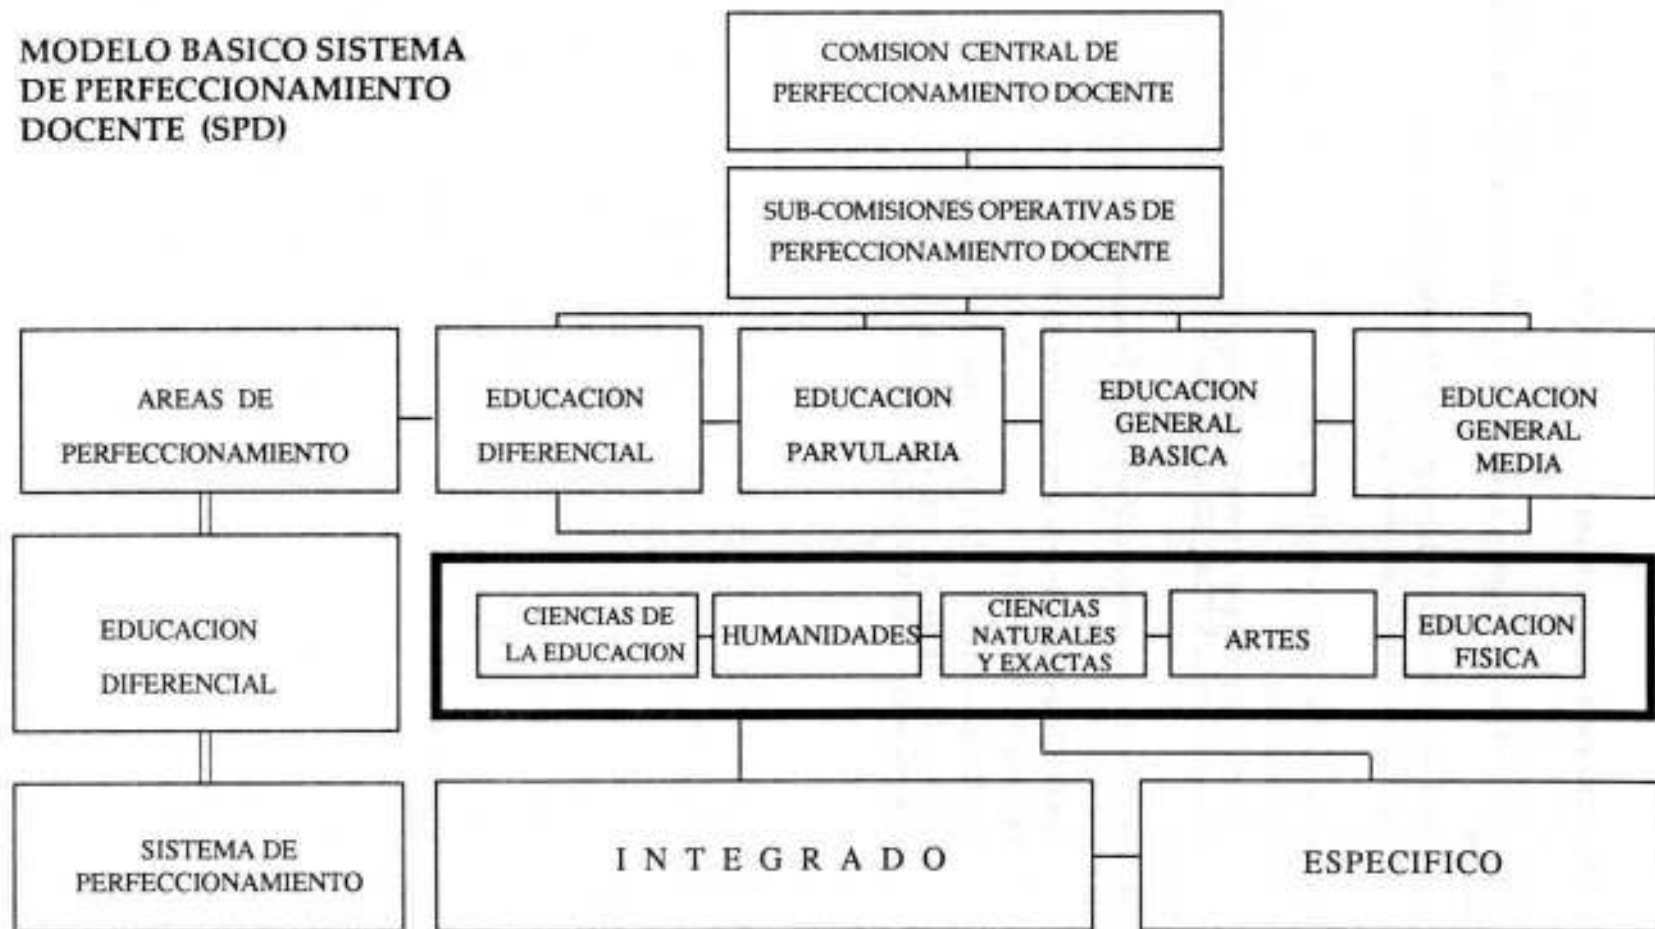 MODELO BASICO SISTEMA
DE PERFECCIONAMIENTO
DOCENTE (SPD)
COMISION CENTRAL DE
PERFECCIONAMIENTO DOCENTE
SUB-COMISIONES OPERATIVAS DE
PERFECCIONAMIENTO DOCENTE
AREAS DE
PERFECCIONAMIENTO
EDUCACION
DIFERENCIAL
EDUCACION
PARVULARIA
EDUCACION
GENERAL
BASICA
EDUCACION
GENERAL
MEDIA
EDUCACION
DIFERENCIAL
CIENCIAS DE
LA EDUCACION
HUMANIDADES
CIENCIAS
NATURALES
Y EXACTAS
ARTES
EDUCACION
FISICA
SISTEMA DE
PERFECCIONAMIENTO
I N T E G R A D O
ESPECIFICO